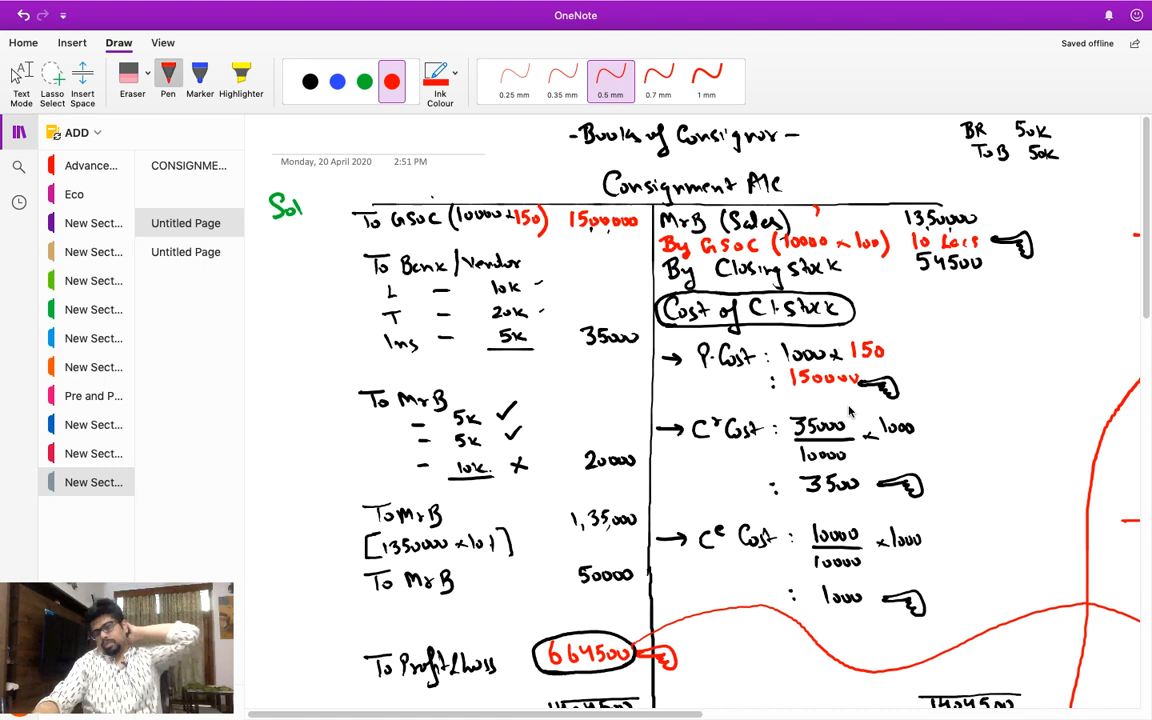 OneNote
Home Insert Draw View
Saved offline
Text Mode
Lasso Select
Insert Space
Eraser
Pen
Marker
Highlighter
Ink Colour
0.25 mm
0.35 mm
0.5 mm
0.7 mm
1 mm
ADD
Advance...
Eco
New Sect...
New Sect...
New Sect...
New Sect...
New Sect...
New Sect...
Pre and P...
New Sect...
New Sect...
New Sect...
CONSIGNME...
Untitled Page
Untitled Page
-Books of Consignor-
BR 50k
To B 50k
Monday, 20 April 2020 2:51 PM
Consignment A/c
Sol
To GSOC (10000 x 150) 1500000
To Bank/Vendor
L - 10k -
T - 20k -
Ins - 5k 35000
To Mr B
- 5k ✓
- 5k ✓
- 10k. x 20000
To Mr B 1,35,000
To Mr B 50000
To Profit & Loss 664500
Mr B (Sales) 1350000
By GSOC (10000 x 100) 10 Lacs
By Closing stock 54500
Cost of Cl. Stock
→ P. Cost : 1000 x 150
: 150000
→ Cʳ Cost : 35000/10000 x 1000
: 3500
→ Cᵉ Cost : 10000/10000 x 1000
: 1000